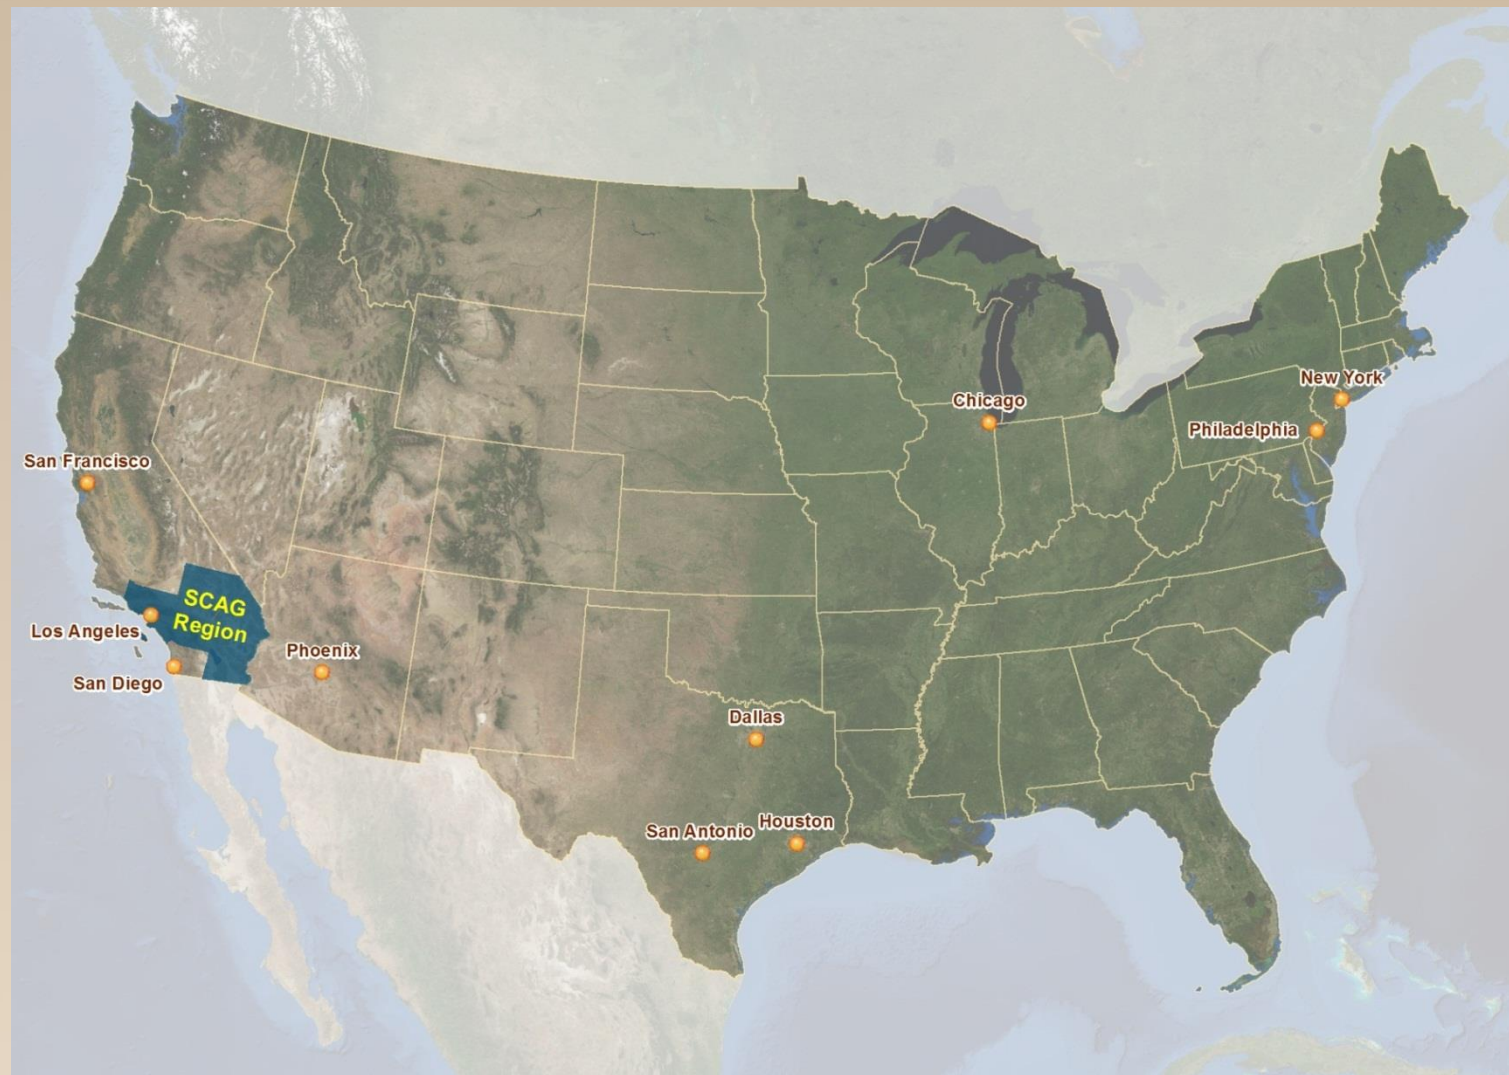 New York
Chicago
Philadelphia
San Francisco
SCAG
Region
Los Angeles
Phoenix
San Diego
Dallas
Houston
San Antonio